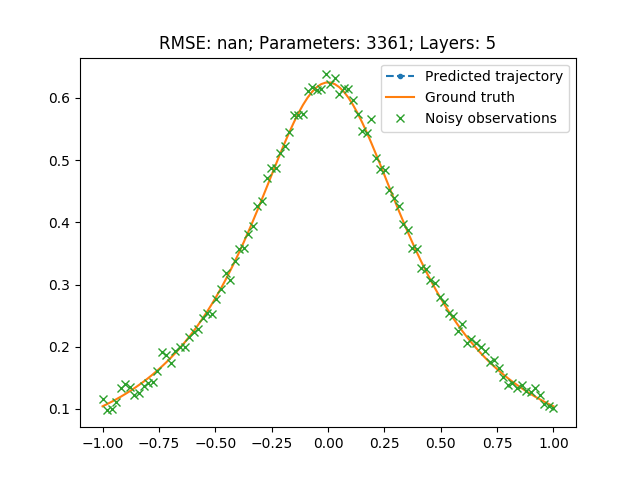 RMSE: nan; Parameters: 3361; Layers: 5
Predicted trajectory
Ground truth
Noisy observations
0.6
0.5
0.4
0.3
0.2
0.1
−1.00 −0.75 −0.50 −0.25 0.00 0.25 0.50 0.75 1.00